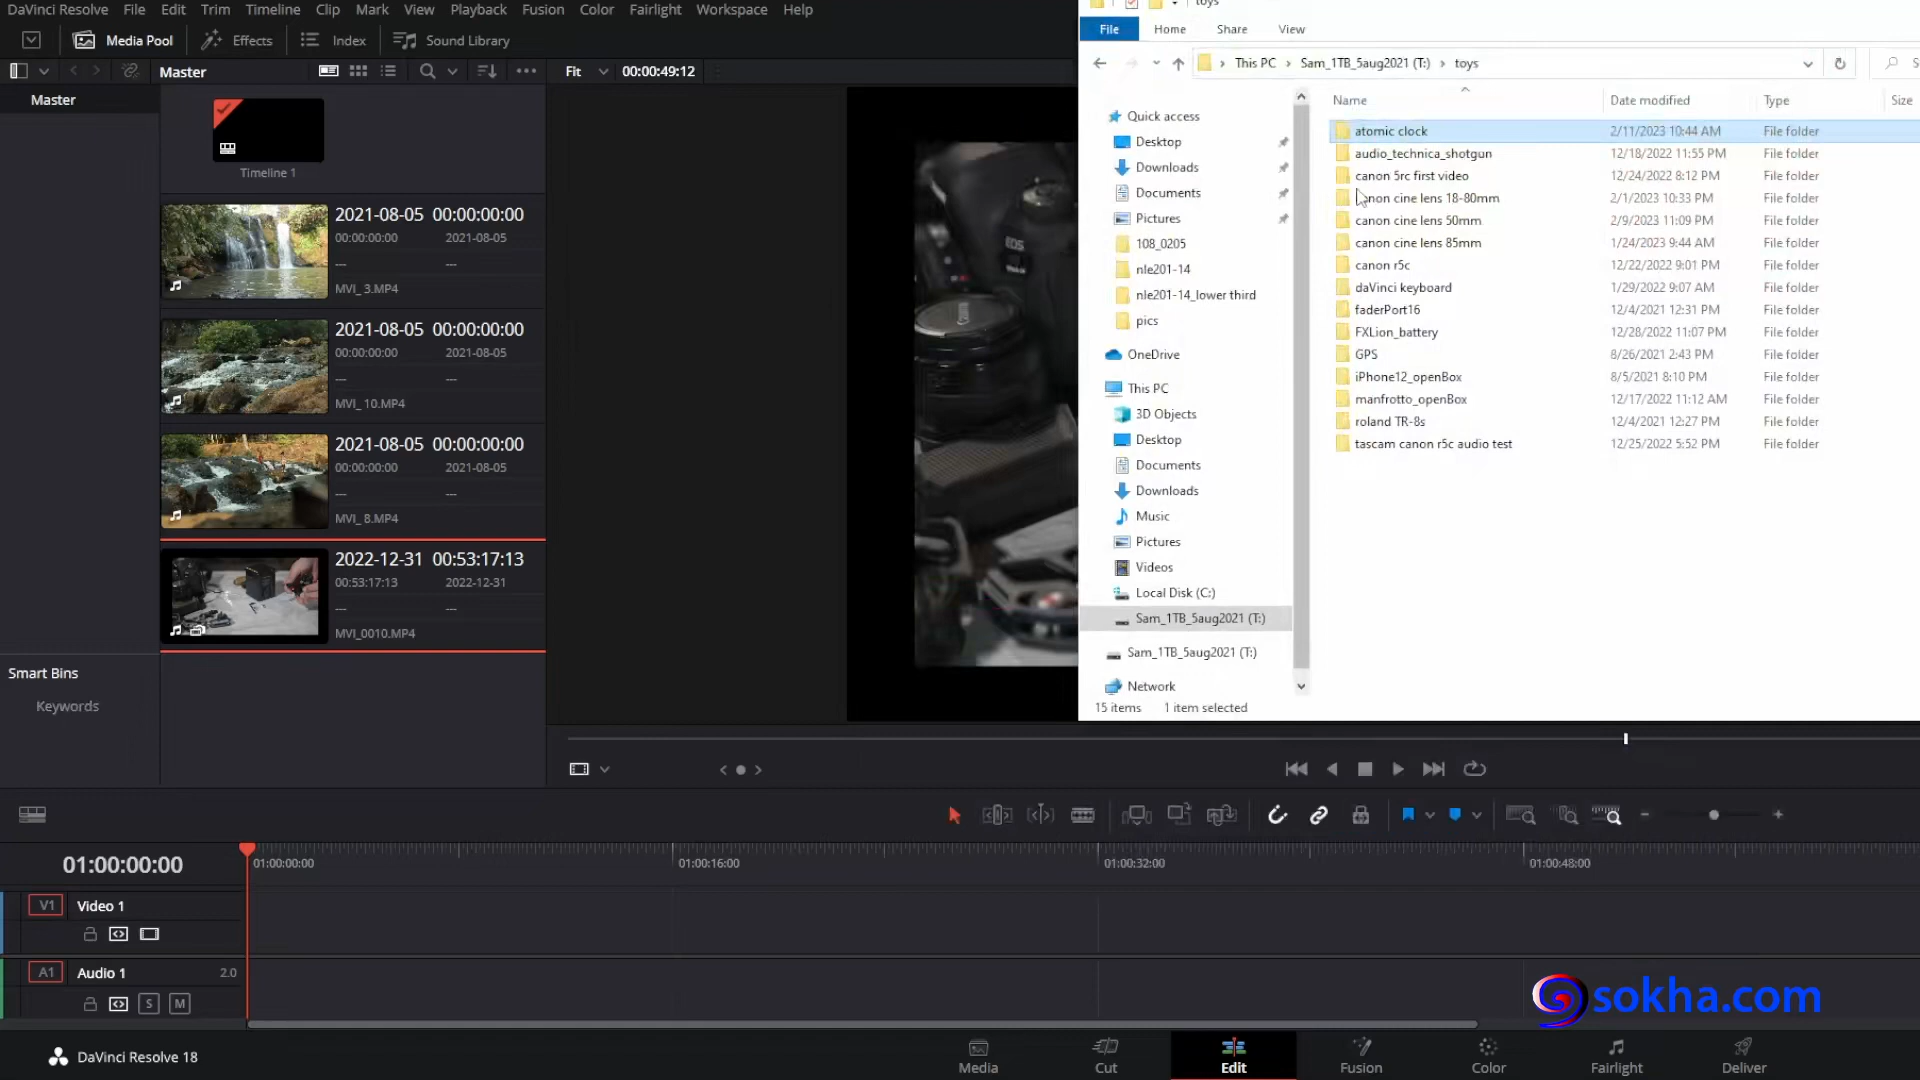 DaVinci Resolve File Edit Trim Timeline Clip Mark View Playback Fusion Color Fairlight Workspace Help
Media Pool Effects Index Sound Library
Master Fit 00:00:49:12
Master
Timeline 1
2021-08-05 00:00:00:00
00:00:00:00 2021-08-05
--- ---
MVI_ 3.MP4
2021-08-05 00:00:00:00
00:00:00:00 2021-08-05
--- ---
MVI_ 10.MP4
2021-08-05 00:00:00:00
00:00:00:00 2021-08-05
--- ---
MVI_ 8.MP4
2022-12-31 00:53:17:13
00:53:17:13 2022-12-31
--- ---
MVI_0010.MP4
Smart Bins
Keywords
EOS
toys
File Home Share View
This PC > Sam_1TB_5aug2021 (T:) > toys
Quick access
Desktop
Downloads
Documents
Pictures
108_0205
nle201-14
nle201-14_lower third
pics
OneDrive
This PC
3D Objects
Desktop
Documents
Downloads
Music
Pictures
Videos
Local Disk (C:)
Sam_1TB_5aug2021 (T:)
Sam_1TB_5aug2021 (T:)
Network
Name Date modified Type Size
atomic clock 2/11/2023 10:44 AM File folder
audio_technica_shotgun 12/18/2022 11:55 PM File folder
canon 5rc first video 12/24/2022 8:12 PM File folder
canon cine lens 18-80mm 2/1/2023 10:33 PM File folder
canon cine lens 50mm 2/9/2023 11:09 PM File folder
canon cine lens 85mm 1/24/2023 9:44 AM File folder
canon r5c 12/22/2022 9:01 PM File folder
daVinci keyboard 1/29/2022 9:07 AM File folder
faderPort16 12/4/2021 12:31 PM File folder
FXLion_battery 12/28/2022 11:07 PM File folder
GPS 8/26/2021 2:43 PM File folder
iPhone12_openBox 8/5/2021 8:10 PM File folder
manfrotto_openBox 12/17/2022 11:12 AM File folder
roland TR-8s 12/4/2021 12:27 PM File folder
tascam canon r5c audio test 12/25/2022 5:52 PM File folder
15 items 1 item selected
01:00:00:00
01:00:00:00 01:00:16:00 01:00:32:00 01:00:48:00
V1 Video 1
A1 Audio 1 2.0
S M
sokha.com
DaVinci Resolve 18
Media Cut Edit Fusion Color Fairlight Deliver